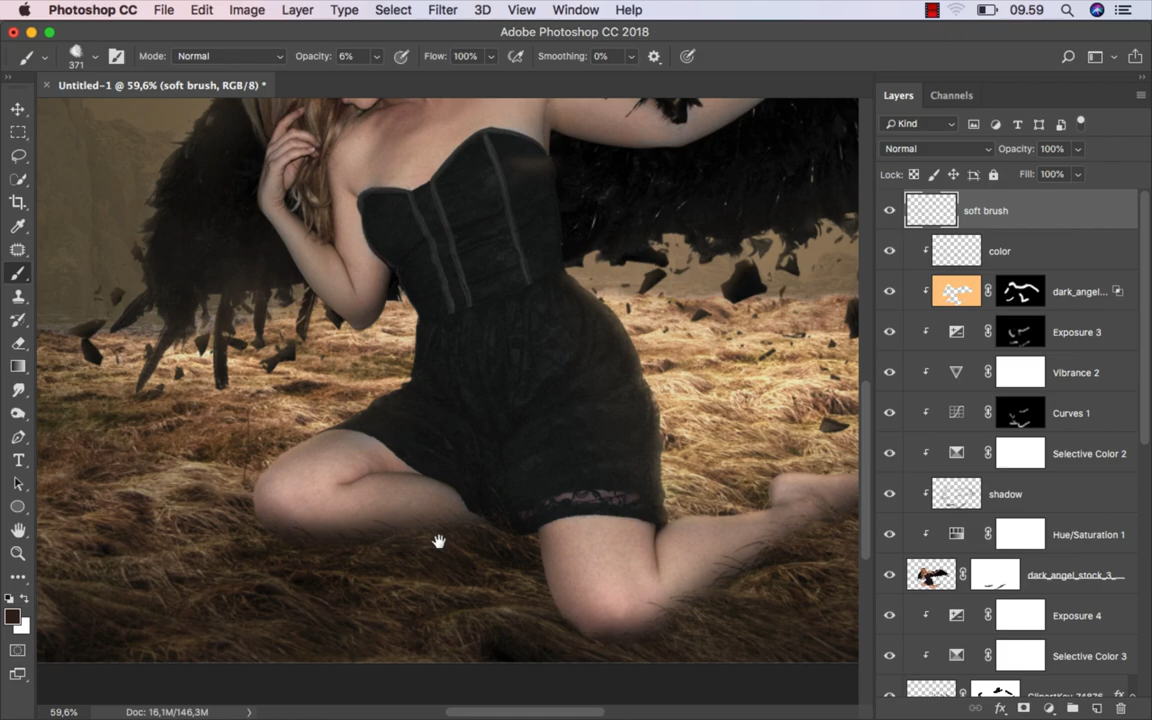 Photoshop CC File Edit Image Layer Type Select Filter 3D View Window Help 09.59
Adobe Photoshop CC 2018
371 Mode: Normal Opacity: 6% Flow: 100% Smoothing: 0%
Untitled-1 @ 59,6% (soft brush, RGB/8) *
Layers Channels
Kind
Normal Opacity: 100%
Lock: Fill: 100%
soft brush
color
dark_angel...
Exposure 3
Vibrance 2
Curves 1
Selective Color 2
shadow
Hue/Saturation 1
dark_angel_stock_3_...
Exposure 4
Selective Color 3
59,6% Doc: 16,1M/146,3M